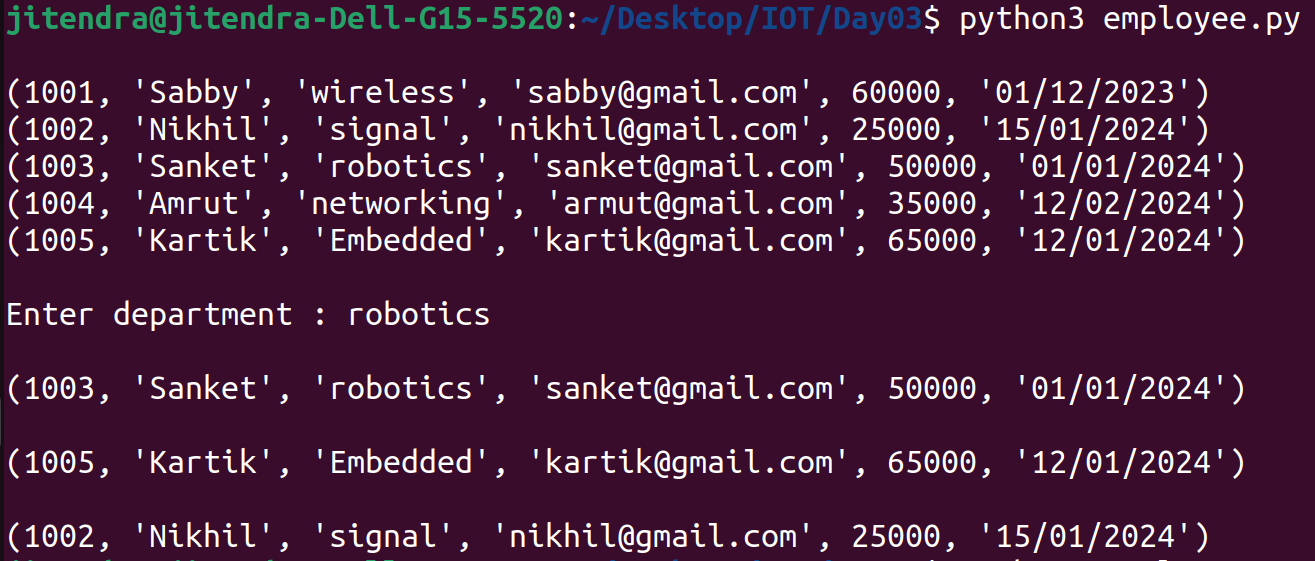 jitendra@jitendra-Dell-G15-5520:~/Desktop/IOT/Day03$ python3 employee.py
(1001, 'Sabby', 'wireless', 'sabby@gmail.com', 60000, '01/12/2023')
(1002, 'Nikhil', 'signal', 'nikhil@gmail.com', 25000, '15/01/2024')
(1003, 'Sanket', 'robotics', 'sanket@gmail.com', 50000, '01/01/2024')
(1004, 'Amrut', 'networking', 'armut@gmail.com', 35000, '12/02/2024')
(1005, 'Kartik', 'Embedded', 'kartik@gmail.com', 65000, '12/01/2024')
Enter department : robotics
(1003, 'Sanket', 'robotics', 'sanket@gmail.com', 50000, '01/01/2024')
(1005, 'Kartik', 'Embedded', 'kartik@gmail.com', 65000, '12/01/2024')
(1002, 'Nikhil', 'signal', 'nikhil@gmail.com', 25000, '15/01/2024')